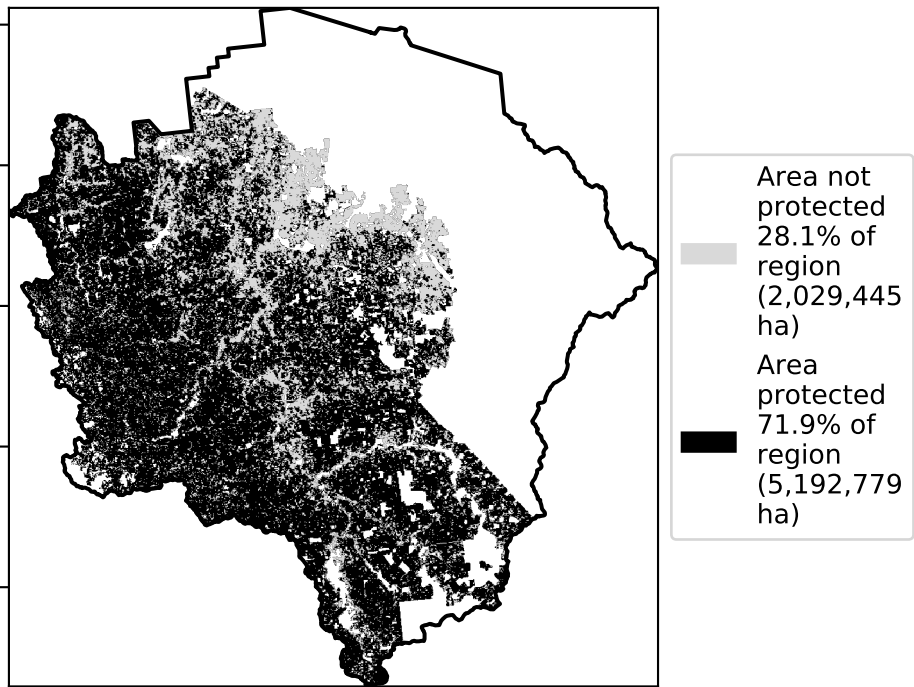 Area not
protected
28.1% of
region
(2,029,445
ha)
Area
protected
71.9% of
region
(5,192,779
ha)